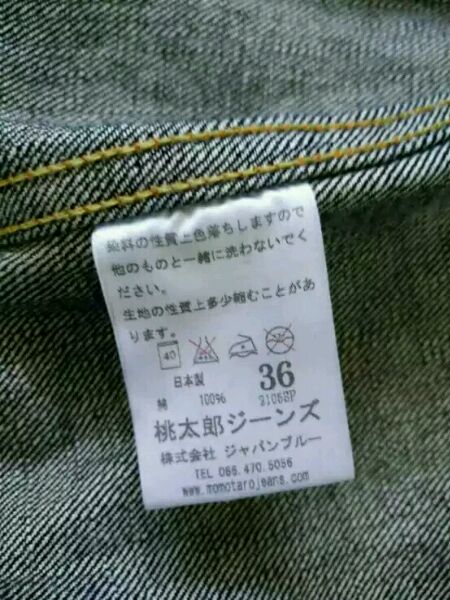 染料の性質上色落ちしますので
他のものと一緒に洗わないでく
ださい。
生地の性質上多少縮むことがあ
ります。
40
日本製
36
綿 100%
2105SP
桃太郎ジーンズ
株式会社 ジャパンブルー
TEL 086.470.5056
www.momotarojeans.com